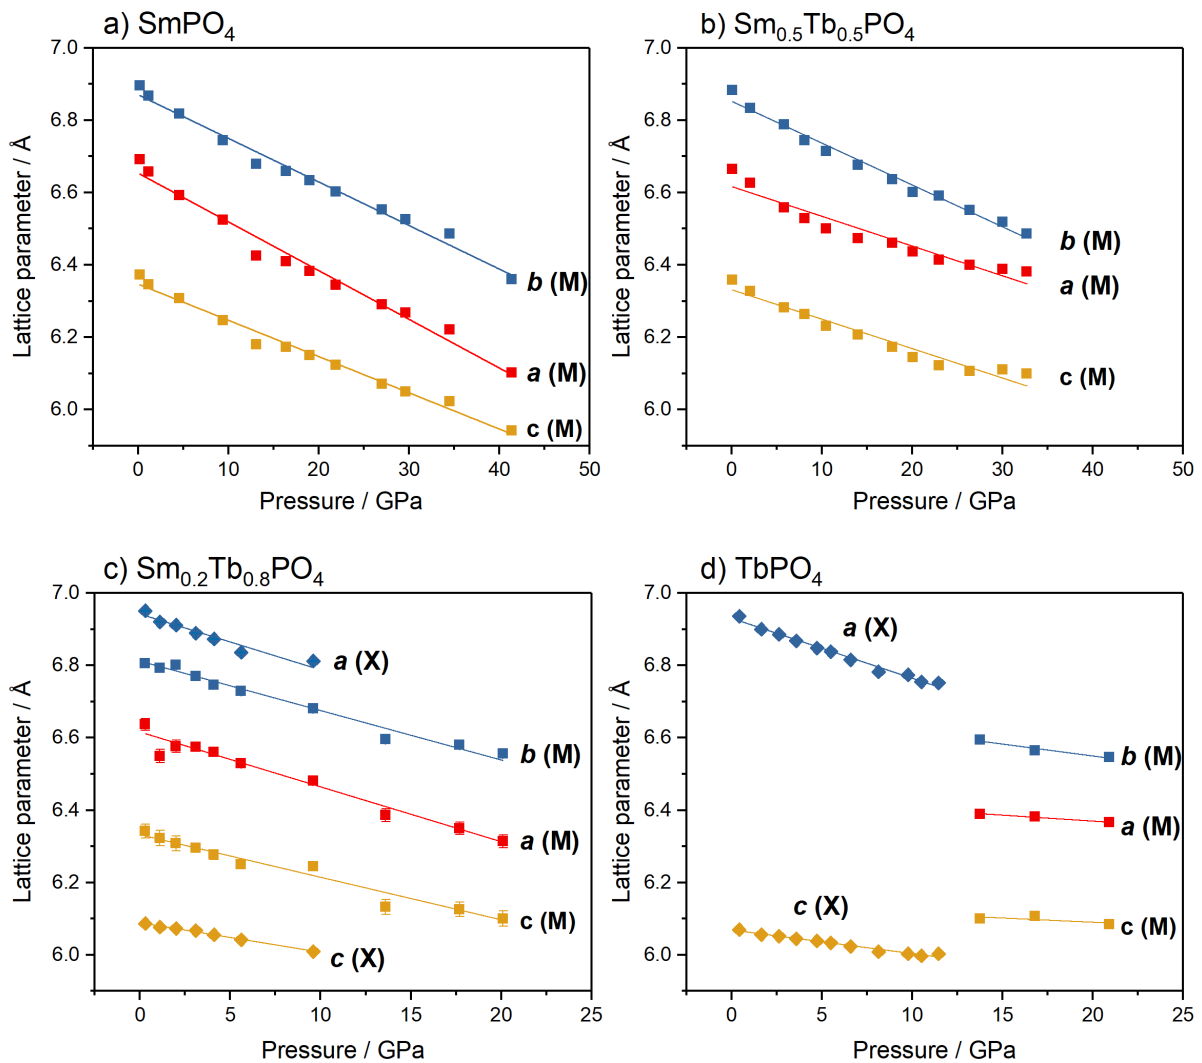 a) SmPO₄
7.0
6.8
6.6
6.4
6.2
6.0
Lattice parameter / Å
b (M)
a (M)
c (M)
0 10 20 30 40 50
Pressure / GPa
b) Sm₀.₅Tb₀.₅PO₄
7.0
6.8
6.6
6.4
6.2
6.0
Lattice parameter / Å
b (M)
a (M)
c (M)
0 10 20 30 40 50
Pressure / GPa
c) Sm₀.₂Tb₀.₈PO₄
7.0
6.8
6.6
6.4
6.2
6.0
Lattice parameter / Å
a (X)
b (M)
a (M)
c (M)
c (X)
0 5 10 15 20 25
Pressure / GPa
d) TbPO₄
7.0
6.8
6.6
6.4
6.2
6.0
Lattice parameter / Å
a (X)
b (M)
a (M)
c (X)
c (M)
0 5 10 15 20 25
Pressure / GPa